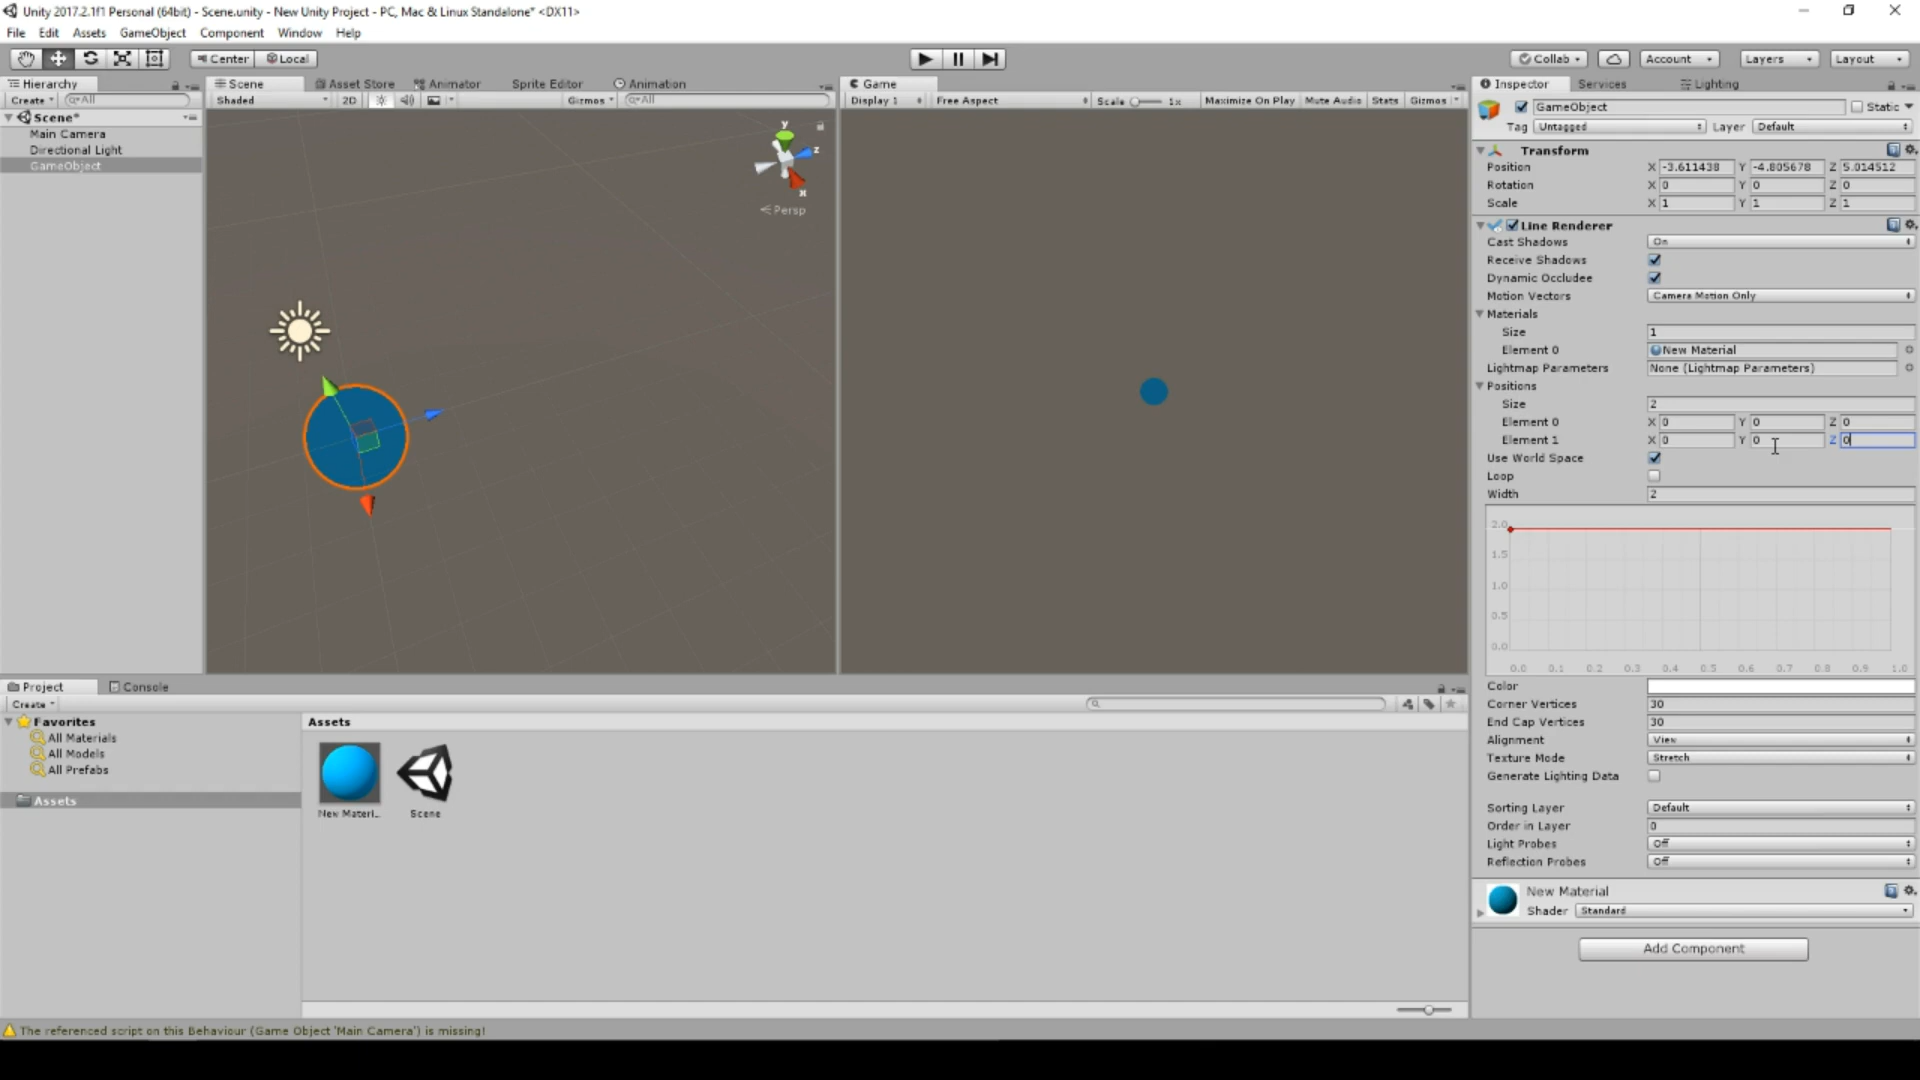 Unity 2017.2.1f1 Personal (64bit) - Scene.unity - New Unity Project - PC, Mac & Linux Standalone* <DX11>
File Edit Assets GameObject Component Window Help
Center Local Collab Account Layers Layout
Hierarchy Scene Asset Store Animator Sprite Editor Animation Game Inspector Services Lighting
Create All Shaded 2D Gizmos All Display 1 Free Aspect Scale 1x Maximize On Play Mute Audio Stats Gizmos
GameObject Static
Tag Untagged Layer Default
Scene*
Main Camera
Directional Light
GameObject
y
z
x
Persp
Transform
Position X -3.611438 Y -4.805678 Z 5.014512
Rotation X 0 Y 0 Z 0
Scale X 1 Y 1 Z 1
Line Renderer
Cast Shadows On
Receive Shadows
Dynamic Occludee
Motion Vectors Camera Motion Only
Materials
Size 1
Element 0 New Material
Lightmap Parameters None (Lightmap Parameters)
Positions
Size 2
Element 0 X 0 Y 0 Z 0
Element 1 X 0 Y 0 Z 0
Use World Space
Loop
Width 2
2.0
1.5
1.0
0.5
0.0
0.0 0.1 0.2 0.3 0.4 0.5 0.6 0.7 0.8 0.9 1.0
Color
Corner Vertices 30
End Cap Vertices 30
Alignment View
Texture Mode Stretch
Generate Lighting Data
Sorting Layer Default
Order in Layer 0
Light Probes Off
Reflection Probes Off
New Material
Shader Standard
Add Component
Project Console
Create
Favorites
All Materials
All Models
All Prefabs
Assets
Assets
New Materi... Scene
The referenced script on this Behaviour (Game Object 'Main Camera') is missing!